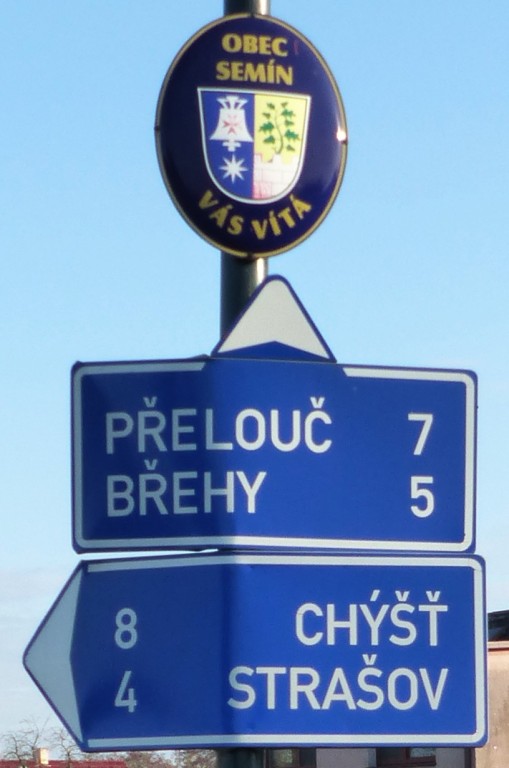 OBEC
SEMÍN
VÁS VÍTÁ
PŘELOUČ 7
BŘEHY 5
8 CHÝŠŤ
4 STRAŠOV